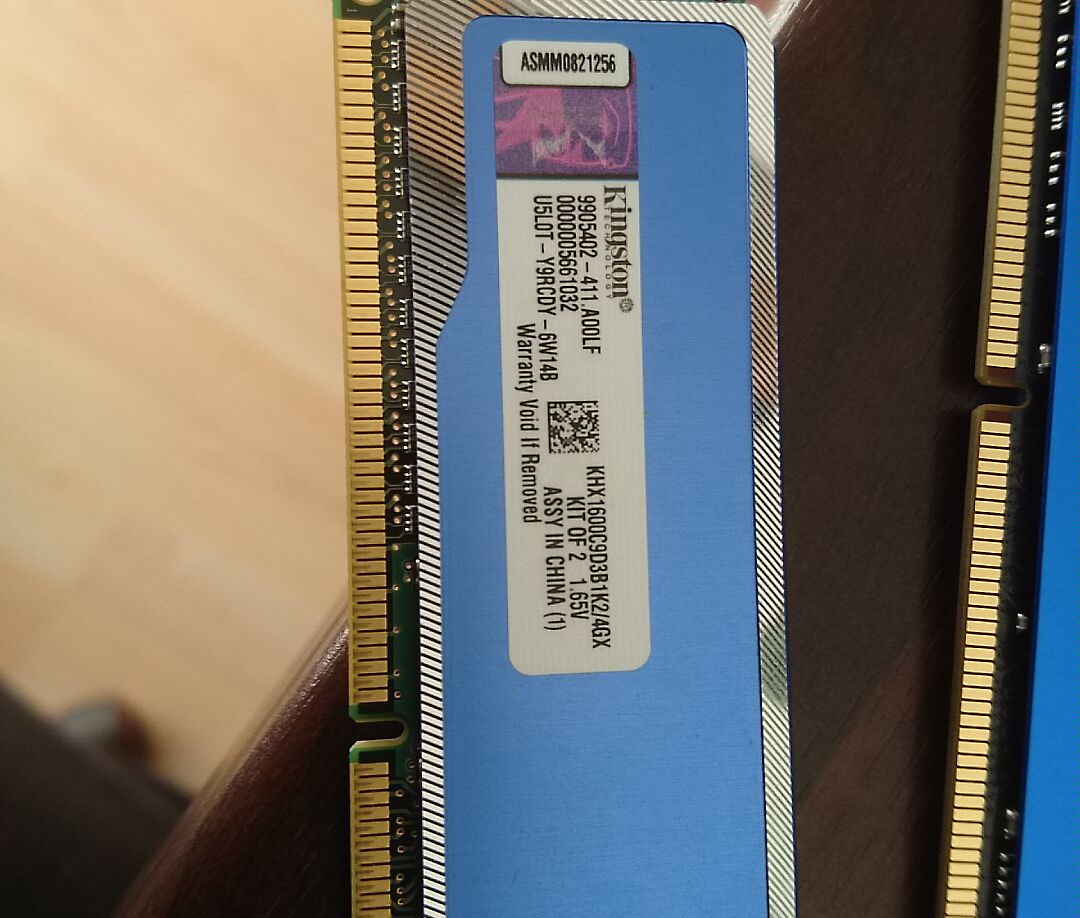 ASMM0821256
Kingston®
TECHNOLOGY
9905402-411.A00LF
0000005661032
U5L0T-Y9RCDY-6W14B
Warranty Void If Removed
KHX1600C9D3B1K2/4GX
KIT OF 2 1.65V
ASSY IN CHINA (1)